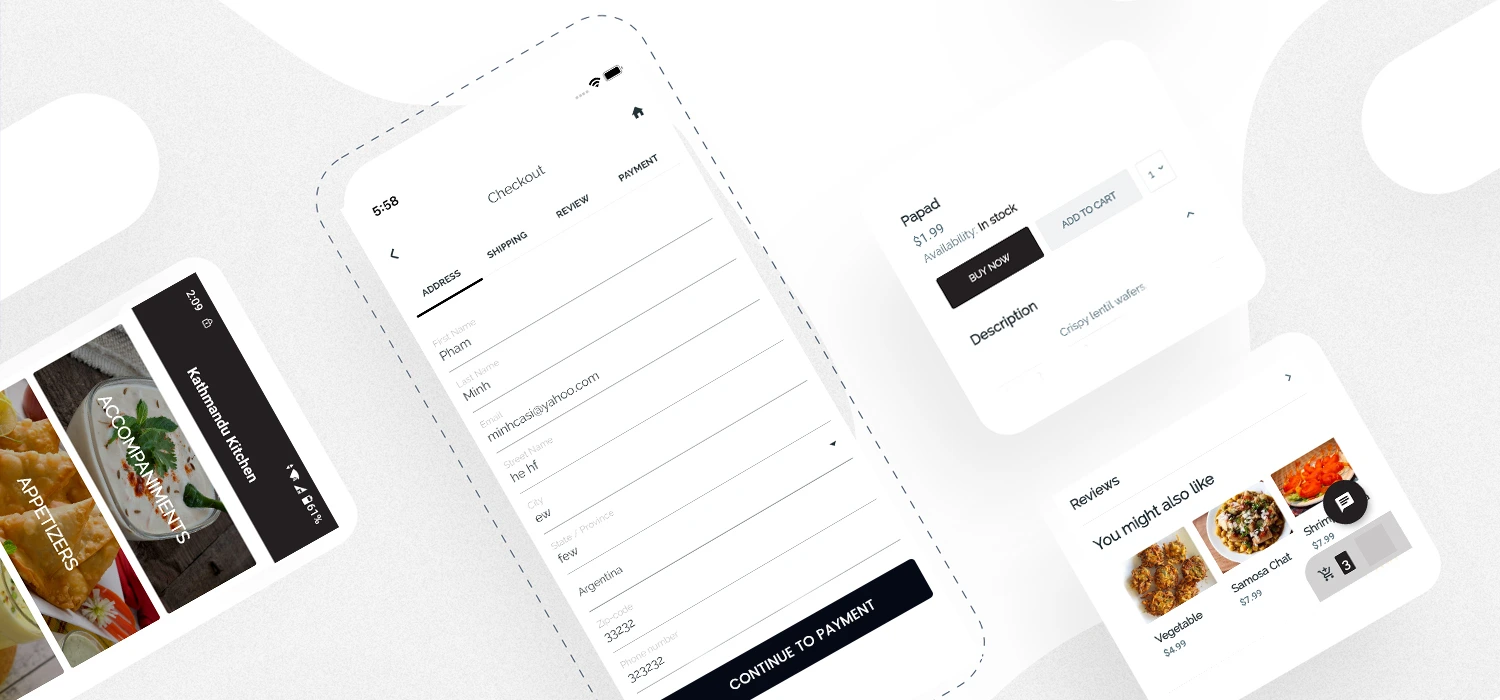 2:09
61%
Kathmandu Kitchen
ACCOMPANIMENTS
APPETIZERS
5:58
Checkout
ADDRESS
SHIPPING
REVIEW
PAYMENT
First Name
Pham
Last Name
Minh
Email
minhcasi@yahoo.com
Street Name
he hf
City
ew
State / Province
few
Argentina
Zip-code
33232
Phone number
323232
CONTINUE TO PAYMENT
Papad
$1.99
Availability: In stock
BUY NOW
ADD TO CART
1
Description
Crispy lentil wafers
Reviews
You might also like
Vegetable
$4.99
Samosa Chat
$7.99
$7.99
3